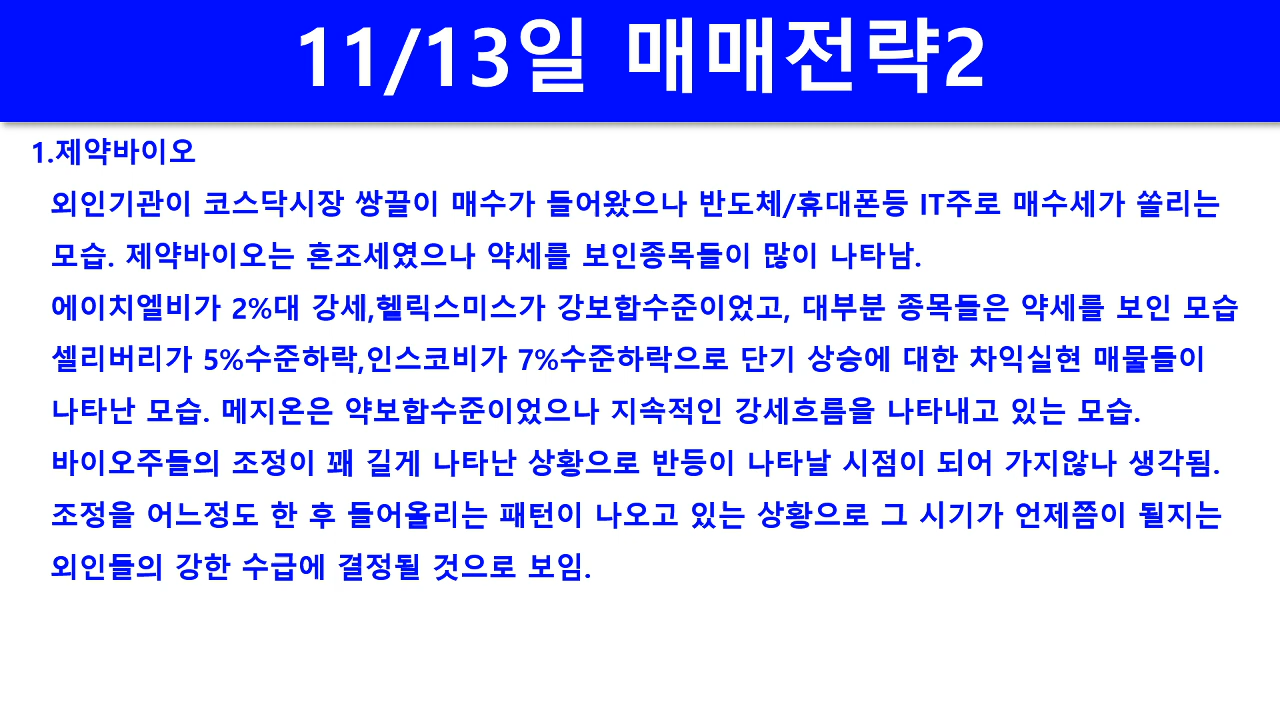 11/13일 매매전략2
1.제약바이오
외인기관이 코스닥시장 쌍끌이 매수가 들어왔으나 반도체/휴대폰등 IT주로 매수세가 쏠리는
모습. 제약바이오는 혼조세였으나 약세를 보인종목들이 많이 나타남.
에이치엘비가 2%대 강세,헬릭스미스가 강보합수준이었고, 대부분 종목들은 약세를 보인 모습
셀리버리가 5%수준하락,인스코비가 7%수준하락으로 단기 상승에 대한 차익실현 매물들이
나타난 모습. 메지온은 약보합수준이었으나 지속적인 강세흐름을 나타내고 있는 모습.
바이오주들의 조정이 꽤 길게 나타난 상황으로 반등이 나타날 시점이 되어 가지않나 생각됨.
조정을 어느정도 한 후 들어올리는 패턴이 나오고 있는 상황으로 그 시기가 언제쯤이 될지는
외인들의 강한 수급에 결정될 것으로 보임.